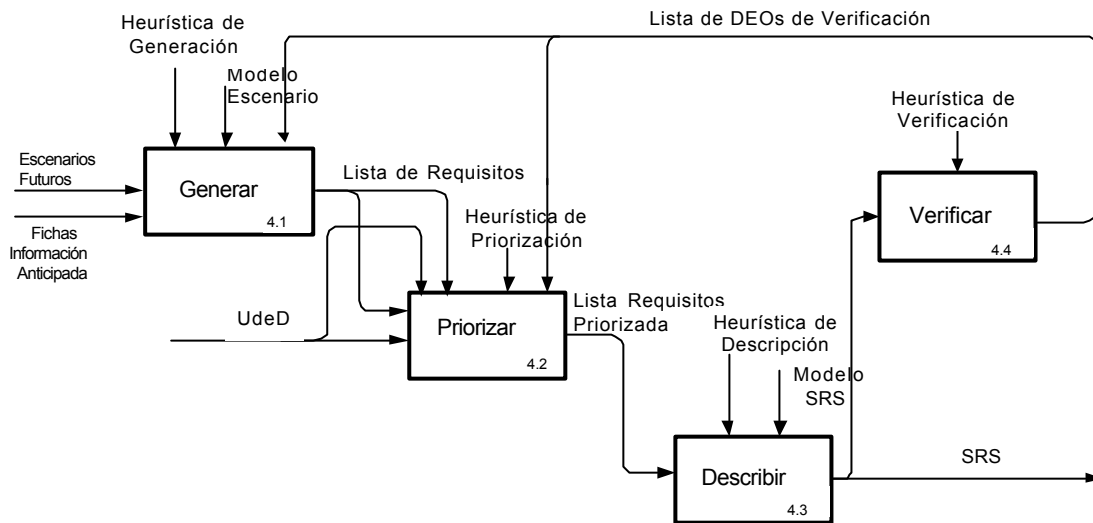 Lista de DEOs de Verificación
Heurística de
Generación
Modelo
Escenario
Heurística de
Verificación
Escenarios
Futuros
Generar
4.1
Lista de Requisitos
Verificar
4.4
Fichas
Información
Anticipada
Heurística de
Priorización
UdeD
Priorizar
4.2
Lista Requisitos
Priorizada
Heurística de
Descripción
Modelo
SRS
Describir
4.3
SRS